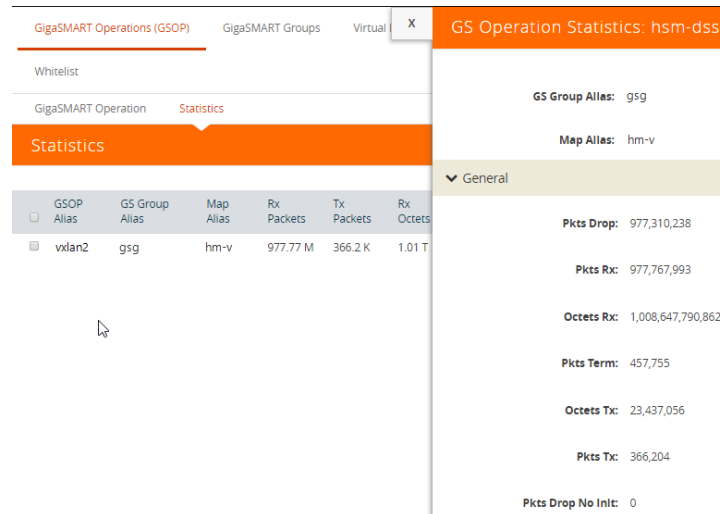 GigaSMART Operations (GSOP) GigaSMART Groups Virtual
Whitelist
GigaSMART Operation Statistics
Statistics
GSOP Alias GS Group Alias Map Alias Rx Packets Tx Packets Rx Octets
vxlan2 gsg hm-v 977.77 M 366.2 K 1.01 T
X
GS Operation Statistics: hsm-dss
GS Group Alias: gsg
Map Alias: hm-v
General
Pkts Drop: 977,310,238
Pkts Rx: 977,767,993
Octets Rx: 1,008,647,790,862
Pkts Term: 457,755
Octets Tx: 23,437,056
Pkts Tx: 366,204
Pkts Drop No Init: 0